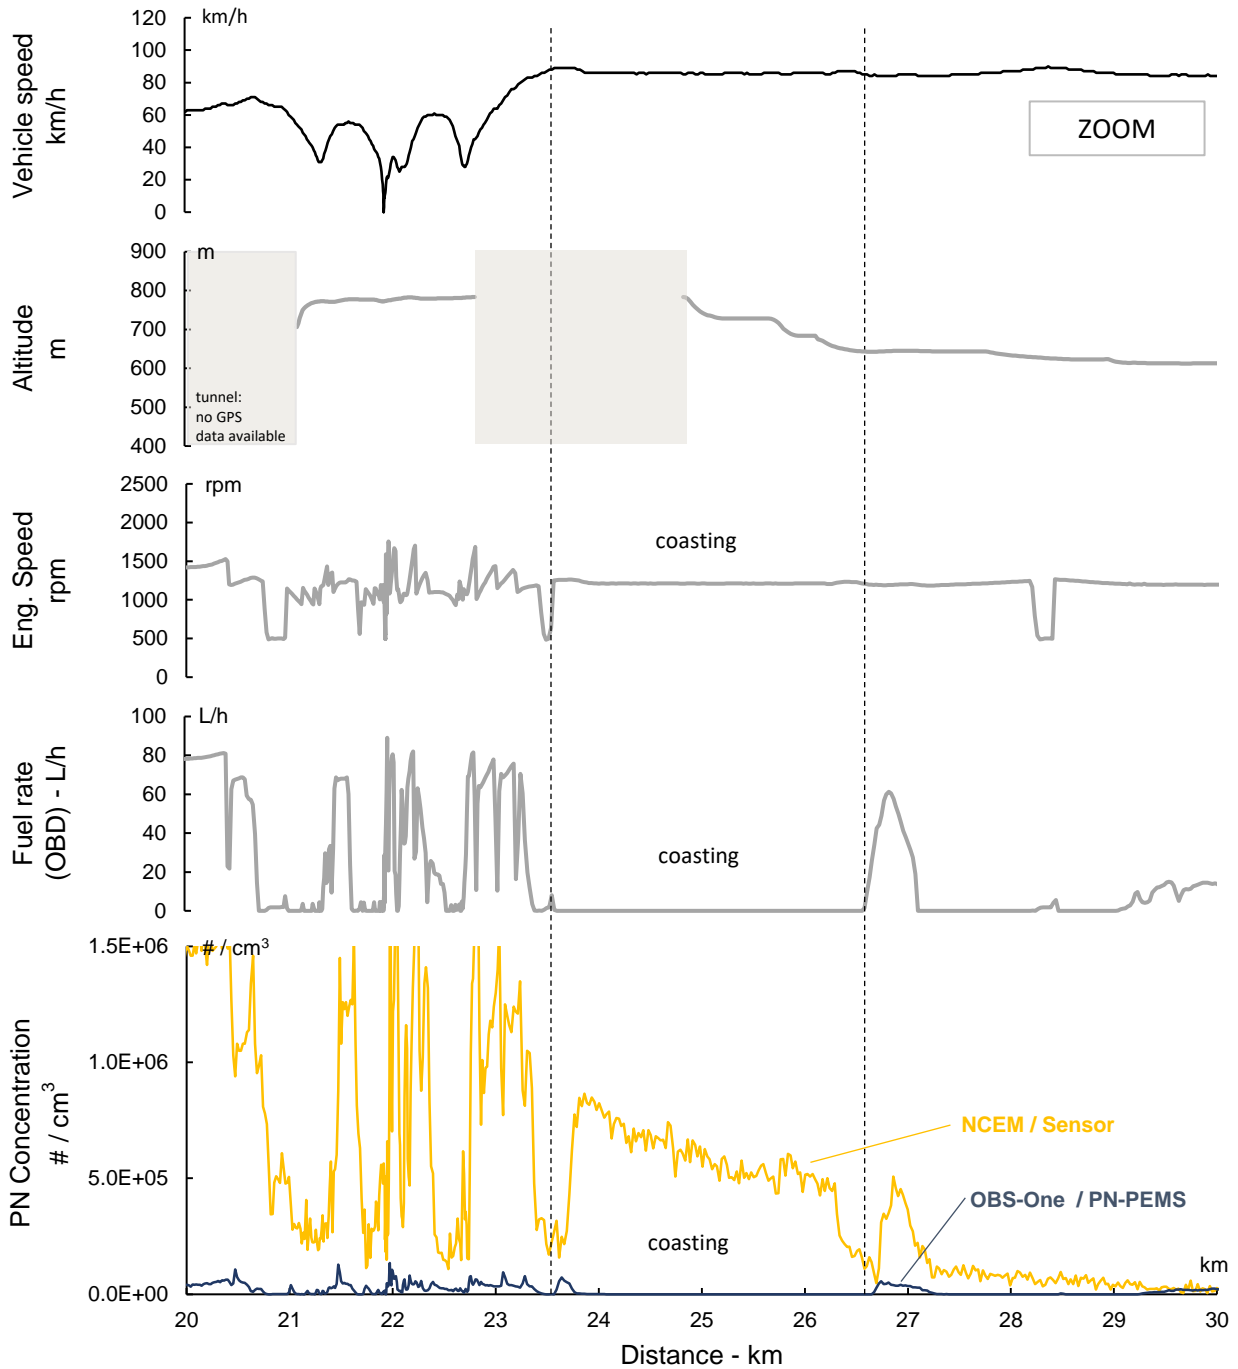 Vehicle speed
km/h
km/h
120
100
80
60
40
20
0
ZOOM
Altitude
m
m
900
800
700
600
500
400
tunnel:
no GPS
data available
Eng. Speed
rpm
rpm
2500
2000
1500
1000
500
0
coasting
Fuel rate
(OBD) - L/h
L/h
100
80
60
40
20
0
coasting
PN Concentration
# / cm³
# / cm³
1.5E+06
1.0E+06
5.0E+05
0.0E+00
NCEM / Sensor
OBS-One / PN-PEMS
coasting
km
20 21 22 23 24 25 26 27 28 29 30
Distance - km